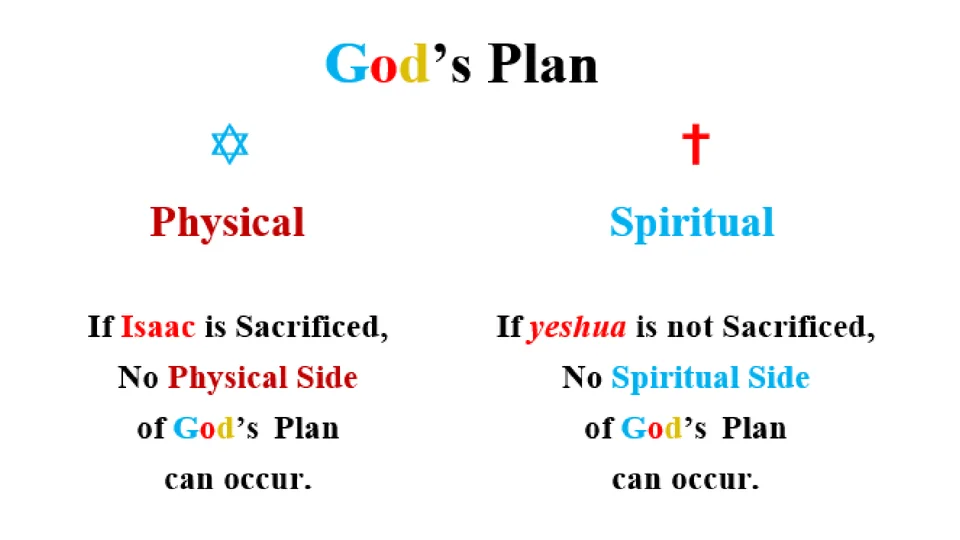 God’s Plan
✡
✝
Physical
Spiritual
If Isaac is Sacrificed,
No Physical Side
of God’s Plan
can occur.
If yeshua is not Sacrificed,
No Spiritual Side
of God’s Plan
can occur.